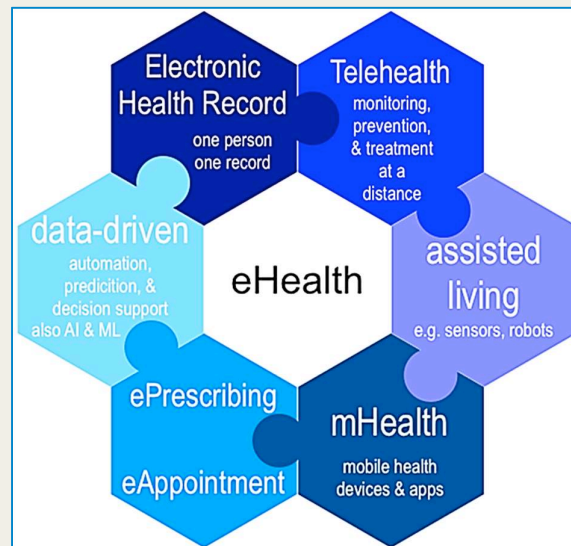 Electronic
Health Record
one person
one record
Telehealth
monitoring,
prevention,
& treatment
at a
distance
data-driven
automation,
predicition, &
decision support
also AI & ML
eHealth
assisted
living
e.g. sensors, robots
ePrescribing
eAppointment
mHealth
mobile health
devices & apps